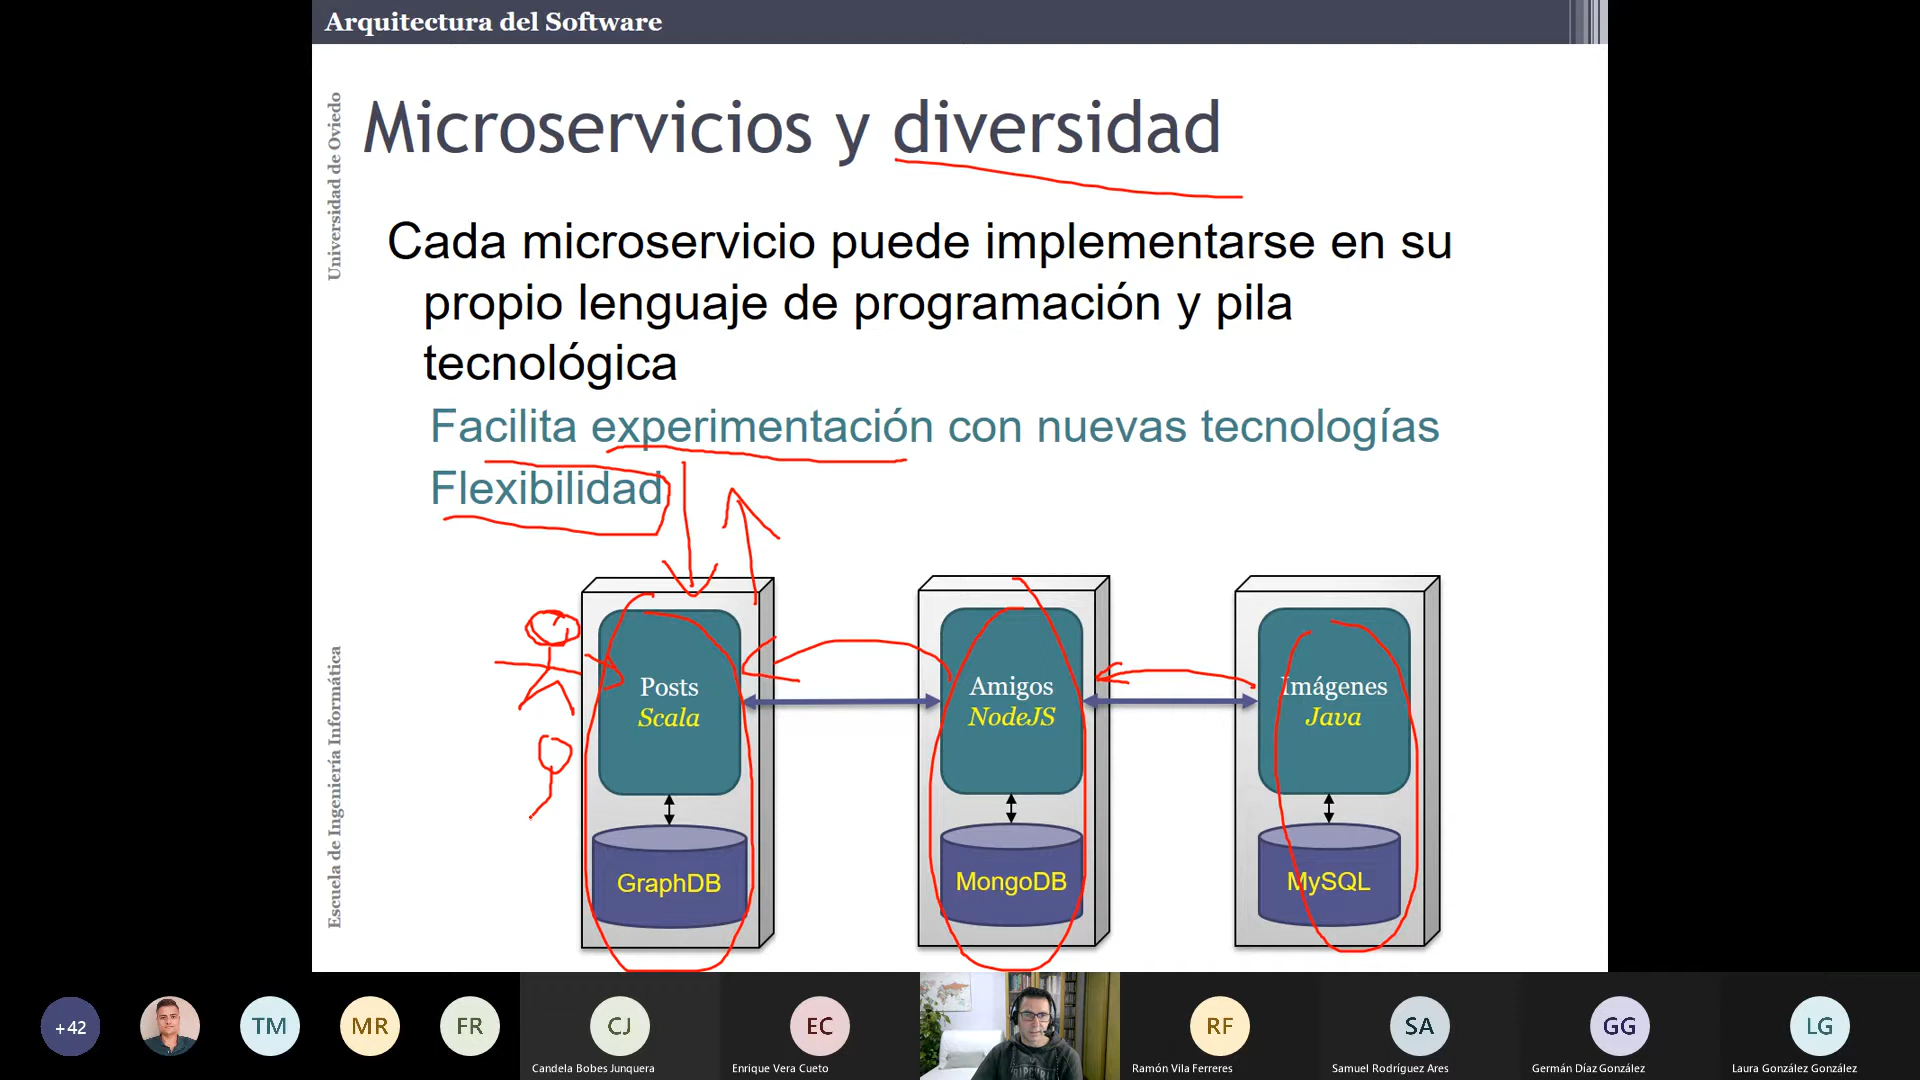 Arquitectura del Software
Universidad de Oviedo
Escuela de Ingeniería Informática
Microservicios y diversidad
Cada microservicio puede implementarse en su
propio lenguaje de programación y pila
tecnológica
Facilita experimentación con nuevas tecnologías
Flexibilidad
Posts
Scala
GraphDB
Amigos
NodeJS
MongoDB
Imágenes
Java
MySQL
+42
TM
MR
FR
CJ
Candela Bobes Junquera
EC
Enrique Vera Cueto
RF
Ramón Vila Ferreres
SA
Samuel Rodríguez Ares
GG
Germán Díaz González
LG
Laura González González